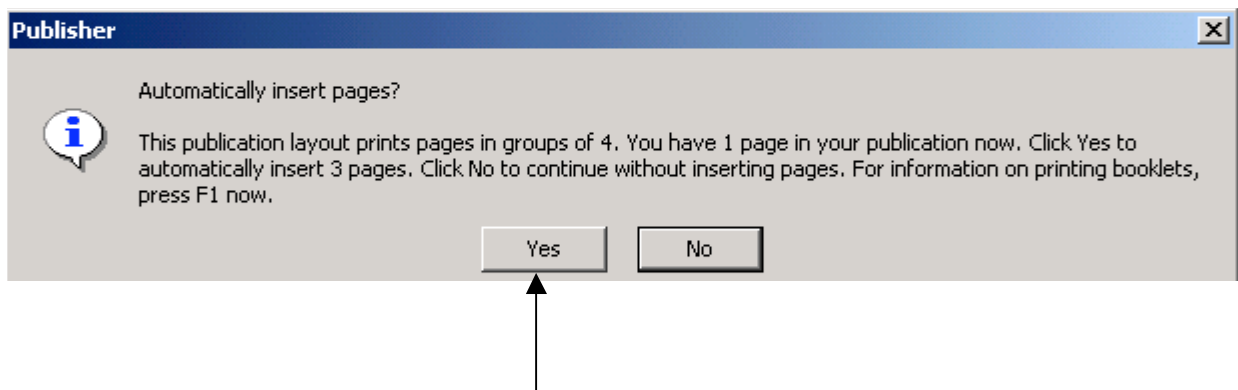 Publisher
Automatically insert pages?
This publication layout prints pages in groups of 4. You have 1 page in your publication now. Click Yes to
automatically insert 3 pages. Click No to continue without inserting pages. For information on printing booklets,
press F1 now.
Yes No